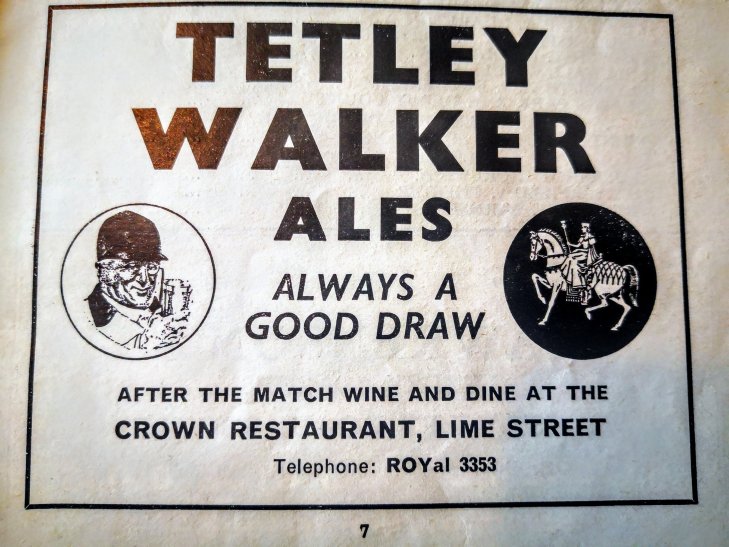 TETLEY
WALKER
ALES
ALWAYS A
GOOD DRAW
AFTER THE MATCH WINE AND DINE AT THE
CROWN RESTAURANT, LIME STREET
Telephone: ROYal 3353
7